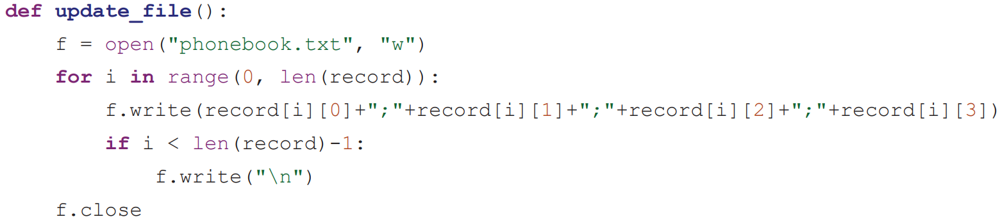 def update_file():
    f = open("phonebook.txt", "w")
    for i in range(0, len(record)):
        f.write(record[i][0]+";"+record[i][1]+";"+record[i][2]+";"+record[i][3])
        if i < len(record)-1:
            f.write("\n")
    f.close